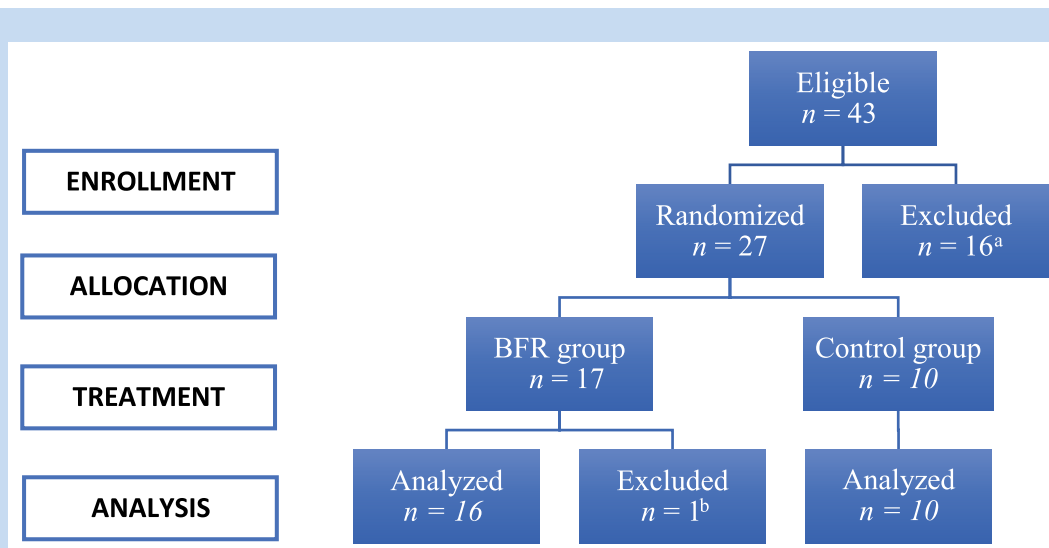 Eligible
n = 43
ENROLLMENT
Randomized
n = 27
Excluded
n = 16ᵃ
ALLOCATION
BFR group
n = 17
Control group
n = 10
TREATMENT
Analyzed
n = 16
Excluded
n = 1ᵇ
Analyzed
n = 10
ANALYSIS